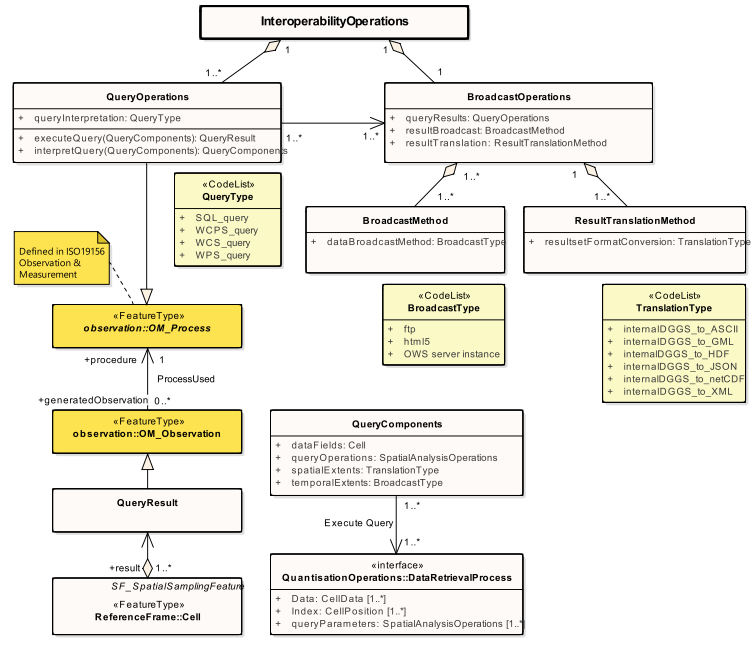 InteroperabilityOperations
1
1
1..*
1
QueryOperations
+ queryInterpretation: QueryType
+ executeQuery(QueryComponents): QueryResult
+ interpretQuery(QueryComponents): QueryComponents
1..*
1..*
BroadcastOperations
+ queryResults: QueryOperations
+ resultBroadcast: BroadcastMethod
+ resultTranslation: ResultTranslationMethod
1..*
1
1..*
1..*
«CodeList»
QueryType
+ SQL_query
+ WCPS_query
+ WCS_query
+ WPS_query
BroadcastMethod
+ dataBroadcastMethod: BroadcastType
ResultTranslationMethod
+ resultsetFormatConversion: TranslationType
Defined in ISO19156
Observation &
Measurement
«CodeList»
BroadcastType
+ ftp
+ html5
+ OWS server instance
«CodeList»
TranslationType
+ internalDGGS_to_ASCII
+ internalDGGS_to_GML
+ internalDGGS_to_HDF
+ internalDGGS_to_JSON
+ internalDGGS_to_netCDF
+ internalDGGS_to_XML
«FeatureType»
observation::OM_Process
+procedure
1
ProcessUsed
+generatedObservation
0..*
«FeatureType»
observation::OM_Observation
QueryResult
+result
1..*
SF_SpatialSamplingFeature
«FeatureType»
ReferenceFrame::Cell
QueryComponents
+ dataFields: Cell
+ queryOperations: SpatialAnalysisOperations
+ spatialExtents: TranslationType
+ temporalExtents: BroadcastType
1..*
Execute Query
1..*
«interface»
QuantisationOperations::DataRetrievalProcess
+ Data: CellData [1..*]
+ Index: CellPosition [1..*]
+ queryParameters: SpatialAnalysisOperations [1..*]